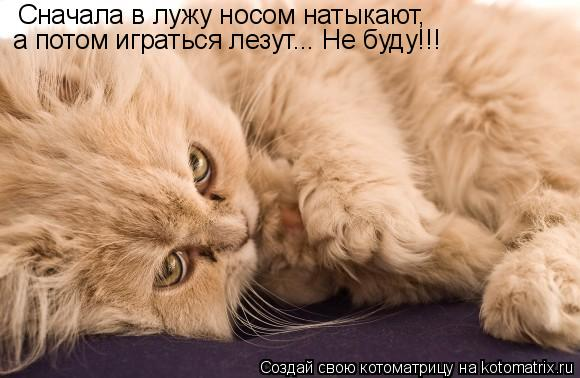 Сначала в лужу носом натыкают,
а потом играться лезут... Не буду!!!
Создай свою котоматрицу на kotomatrix.ru